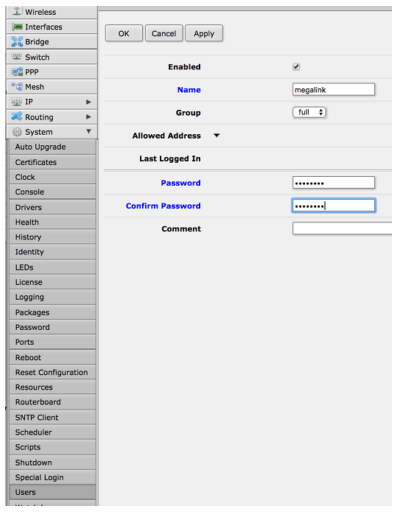 Wireless
Interfaces
Bridge
Switch
PPP
Mesh
IP
Routing
System
Auto Upgrade
Certificates
Clock
Console
Drivers
Health
History
Identity
LEDs
License
Logging
Packages
Password
Ports
Reboot
Reset Configuration
Resources
Routerboard
SNTP Client
Scheduler
Scripts
Shutdown
Special Login
Users
OK Cancel Apply
Enabled
Name megalink
Group full
Allowed Address
Last Logged In
Password ••••••••
Confirm Password ••••••••
Comment